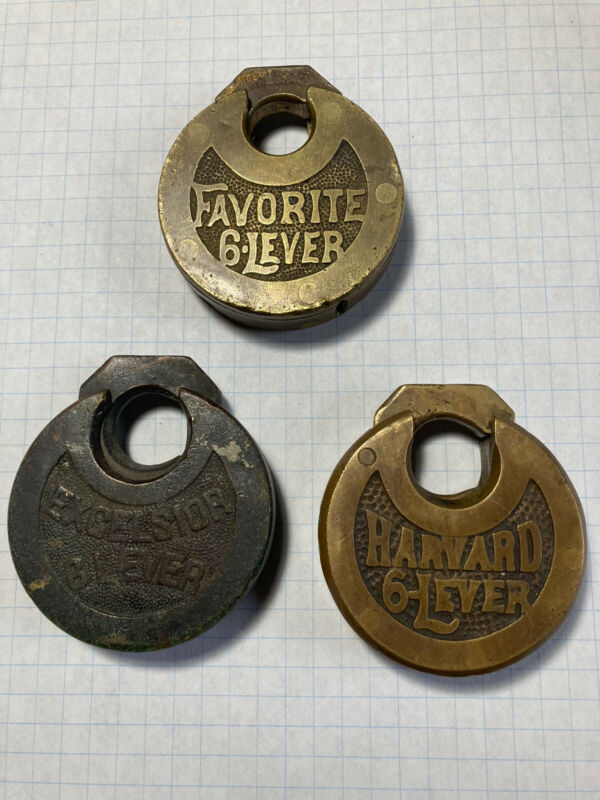 FAVORITE
6·LEVER
EXCELSIOR
6 LEVER
HARVARD
6-LEVER